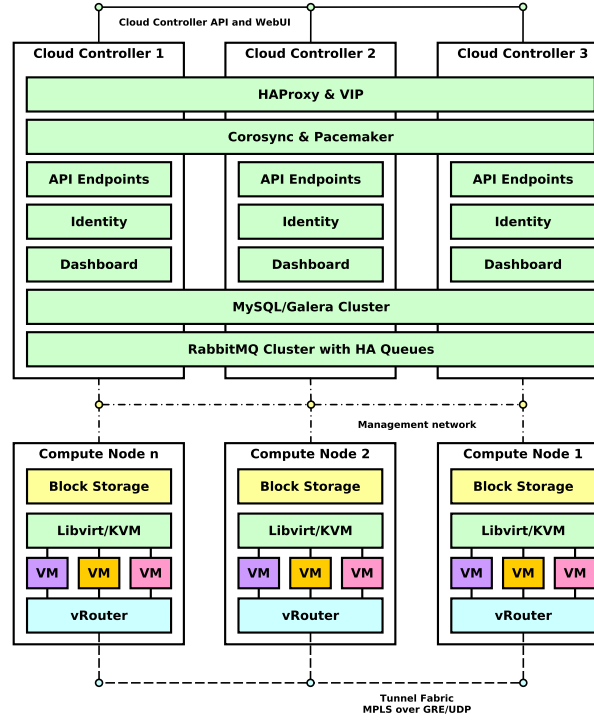 Cloud Controller API and WebUI
Cloud Controller 1
Cloud Controller 2
Cloud Controller 3
HAProxy & VIP
Corosync & Pacemaker
API Endpoints
API Endpoints
API Endpoints
Identity
Identity
Identity
Dashboard
Dashboard
Dashboard
MySQL/Galera Cluster
RabbitMQ Cluster with HA Queues
Management network
Compute Node n
Compute Node 2
Compute Node 1
Block Storage
Block Storage
Block Storage
Libvirt/KVM
Libvirt/KVM
Libvirt/KVM
VM
VM
VM
VM
VM
VM
VM
VM
VM
vRouter
vRouter
vRouter
Tunnel Fabric
MPLS over GRE/UDP